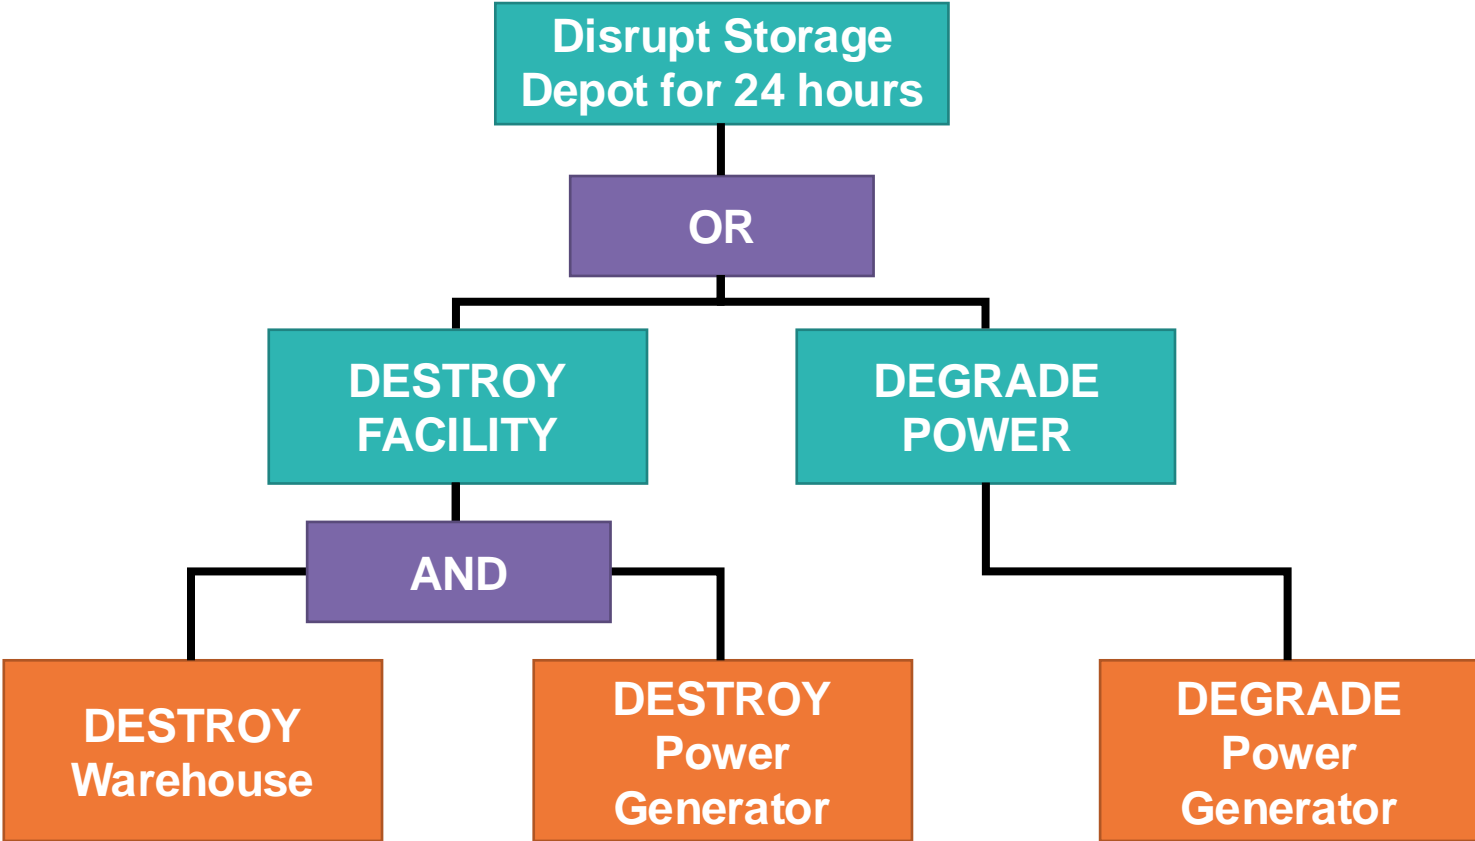 Disrupt Storage
Depot for 24 hours
OR
DESTROY
FACILITY
DEGRADE
POWER
AND
DESTROY
Warehouse
DESTROY
Power
Generator
DEGRADE
Power
Generator